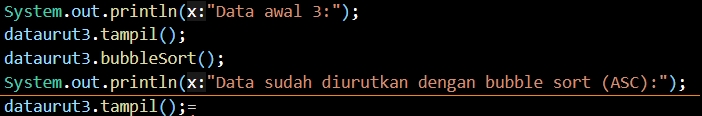 System.out.println(x:"Data awal 3:");
dataurut3.tampil();
dataurut3.bubbleSort();
System.out.println(x:"Data sudah diurutkan dengan bubble sort (ASC):");
dataurut3.tampil();=